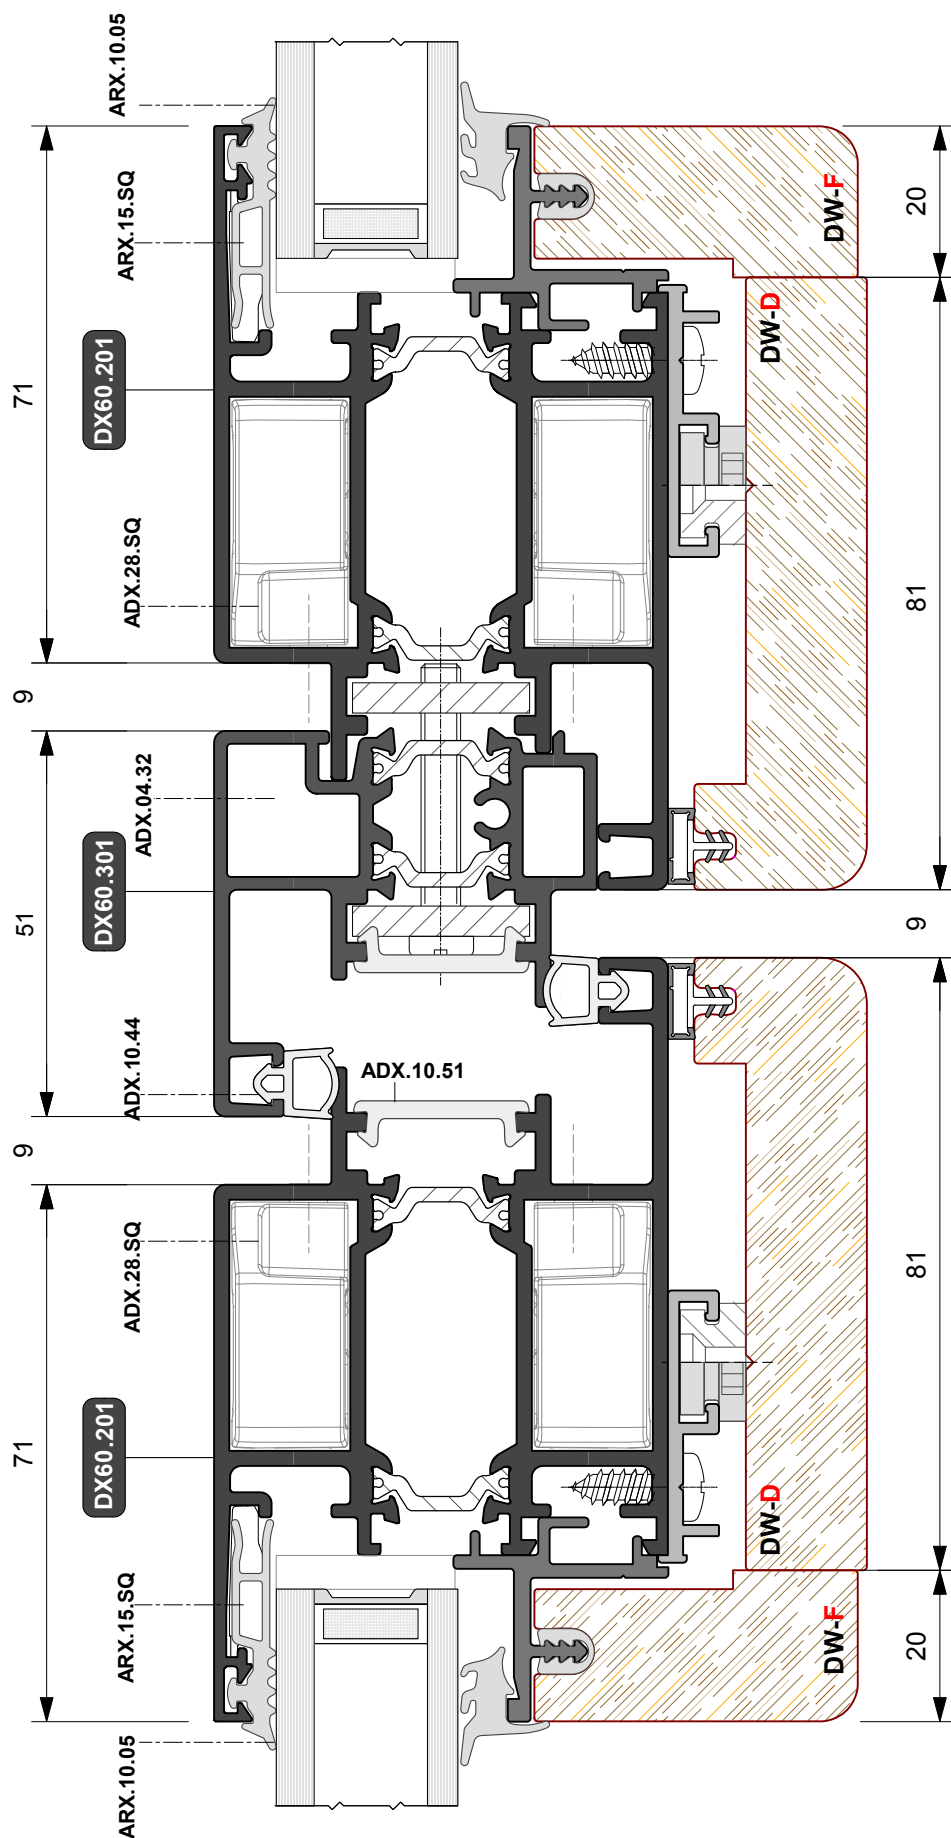 ARX.10.05
ARX.15.SQ
DX60.201
ADX.28.SQ
ADX.04.32
DX60.301
ADX.10.44
ADX.10.51
ADX.28.SQ
DX60.201
ARX.15.SQ
ARX.10.05
71
9
51
9
71
DW-F
DW-D
DW-D
DW-F
20
81
9
81
20